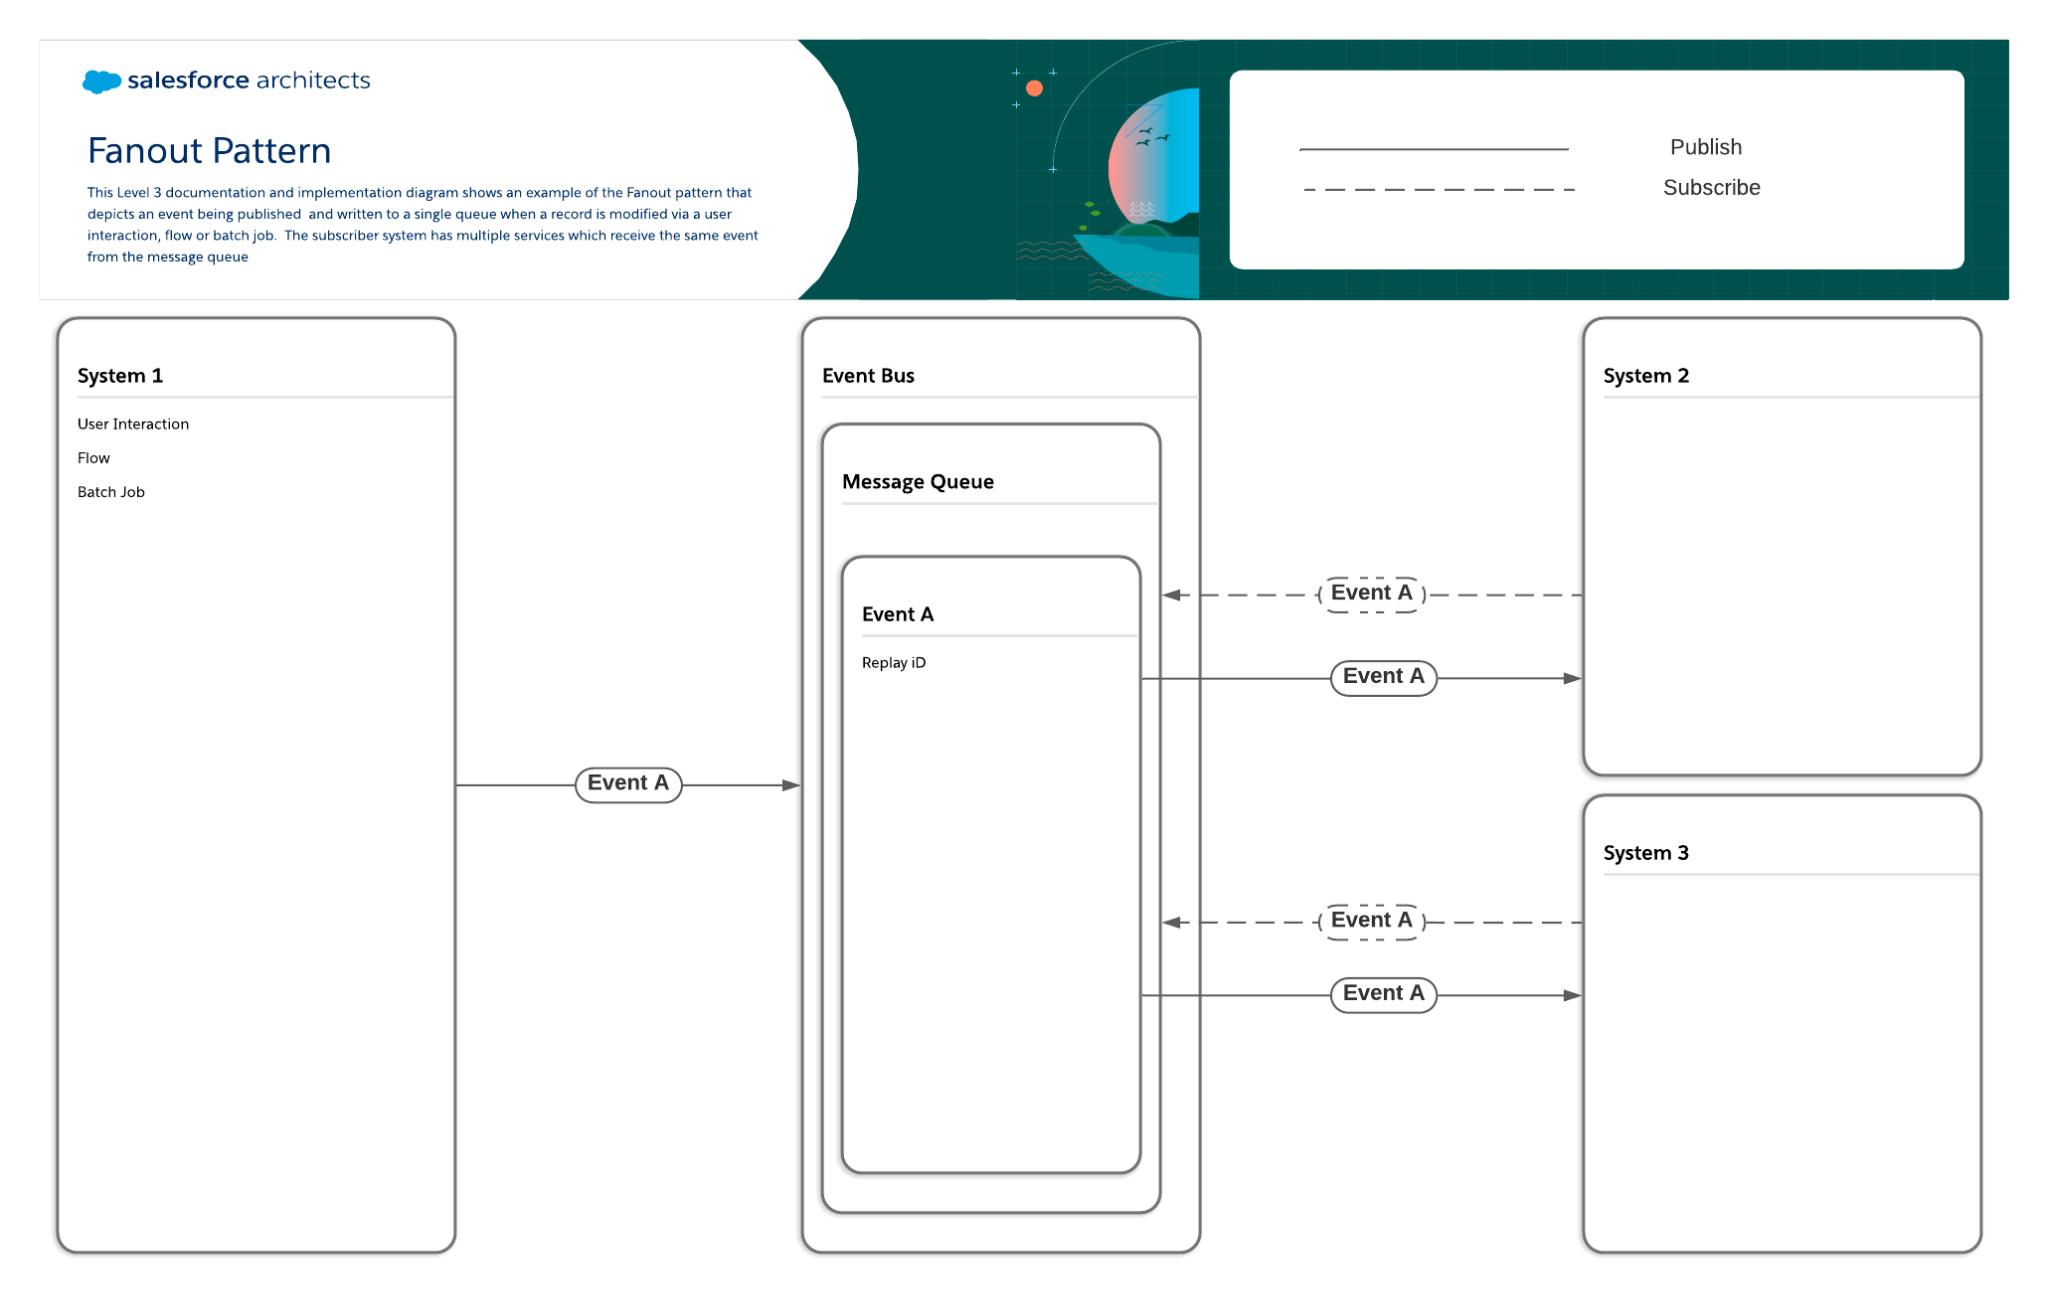 salesforce architects
Fanout Pattern
This Level 3 documentation and implementation diagram shows an example of the Fanout pattern that
depicts an event being published  and written to a single queue when a record is modified via a user
interaction, flow or batch job.  The subscriber system has multiple services which receive the same event
from the message queue
Publish
Subscribe
System 1
User Interaction
Flow
Batch Job
Event A
Event Bus
Message Queue
Event A
Replay iD
Event A
Event A
Event A
Event A
System 2
System 3